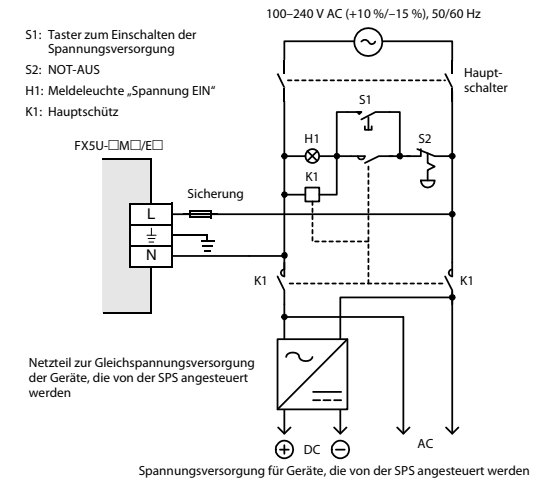 100–240 V AC (+10 %/–15 %), 50/60 Hz
S1: Taster zum Einschalten der
Spannungsversorgung
S2: NOT-AUS
H1: Meldeleuchte „Spannung EIN“
K1: Hauptschütz
Haupt-
schalter
S1
H1
S2
K1
FX5U-□M□/E□
Sicherung
L
N
K1
K1
Netzteil zur Gleichspannungsversorgung
der Geräte, die von der SPS angesteuert
werden
DC
AC
Spannungsversorgung für Geräte, die von der SPS angesteuert werden